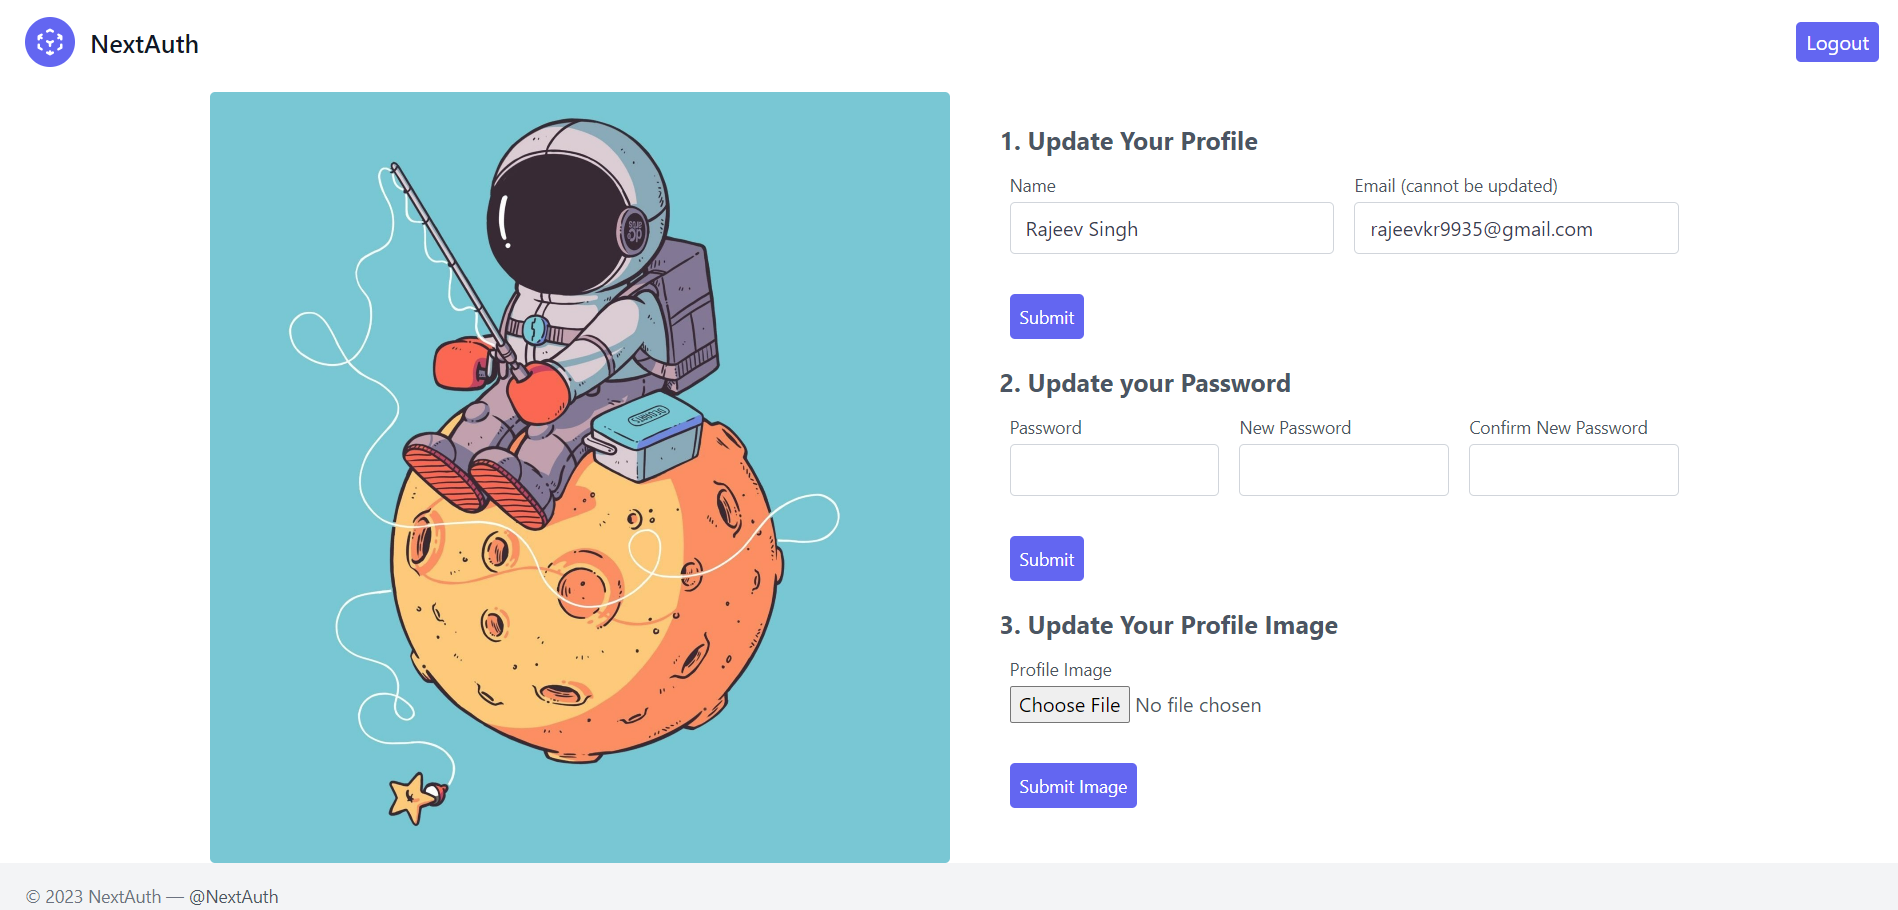 NextAuth
Logout
1. Update Your Profile
Name
Email (cannot be updated)
Rajeev Singh
rajeevkr9935@gmail.com
Submit
2. Update your Password
Password
New Password
Confirm New Password
Submit
3. Update Your Profile Image
Profile Image
Choose File No file chosen
Submit Image
© 2023 NextAuth — @NextAuth